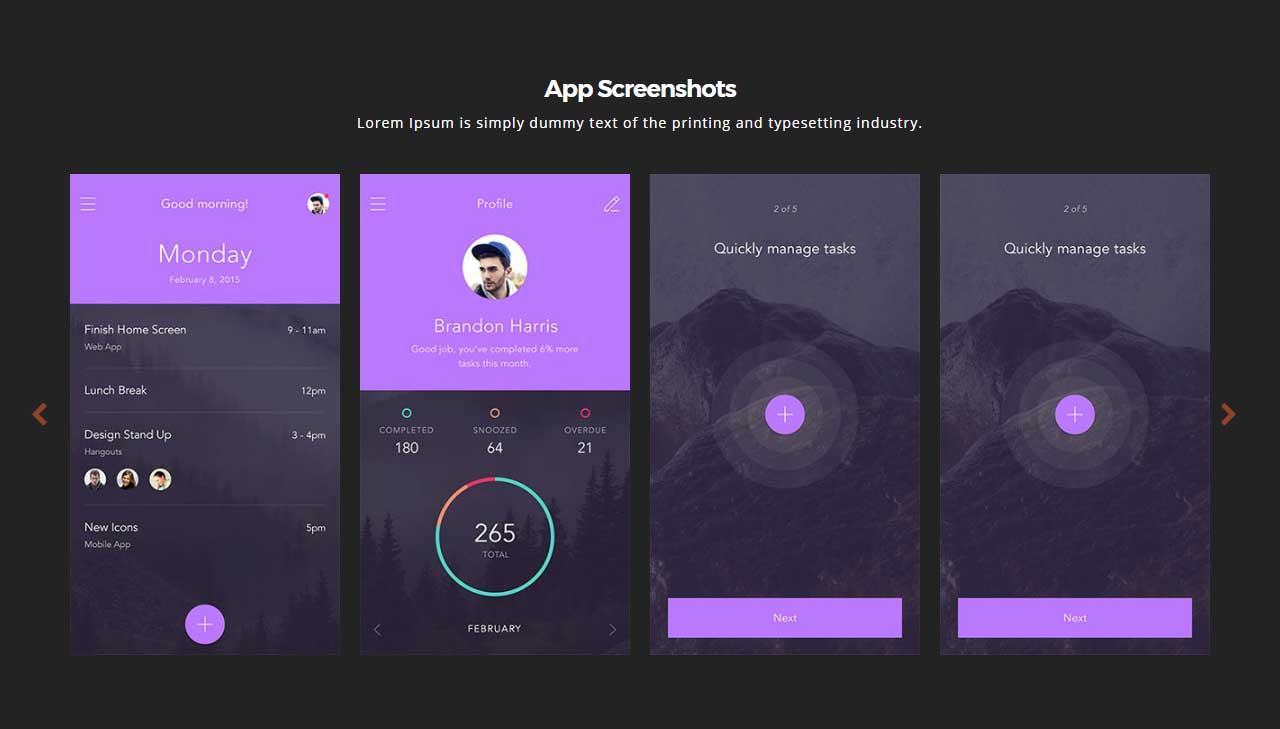 App Screenshots
Lorem Ipsum is simply dummy text of the printing and typesetting industry.
Good morning!
Monday
February 8, 2015
Finish Home Screen 9 - 11am
Web App
Lunch Break 12pm
Design Stand Up 3 - 4pm
Hangouts
New Icons 5pm
Mobile App
Profile
Brandon Harris
Good job, you've completed 6% more
tasks this month.
COMPLETED SNOOZED OVERDUE
180 64 21
265
TOTAL
FEBRUARY
2 of 5
Quickly manage tasks
Next
2 of 5
Quickly manage tasks
Next